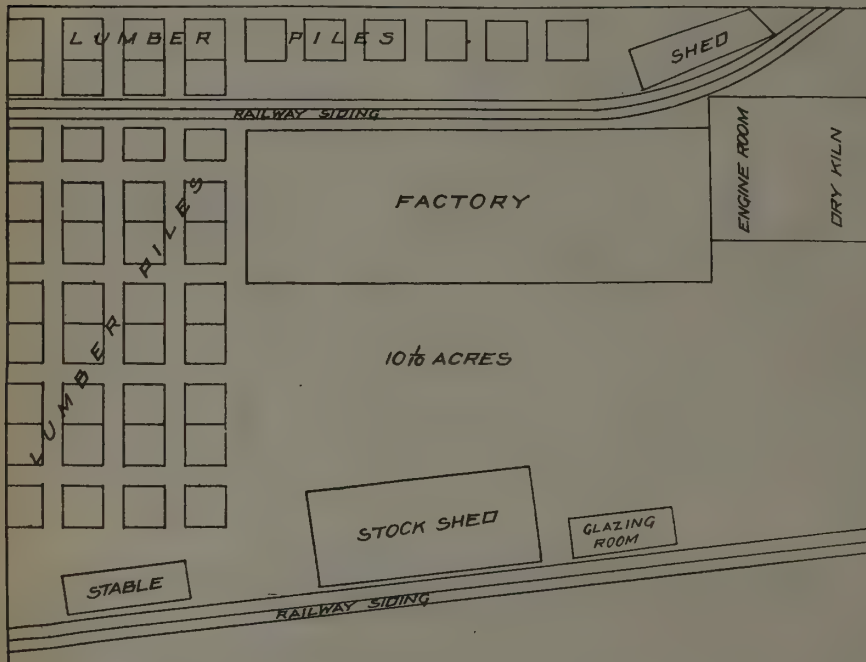 LUMBER PILES
SHED
RAILWAY SIDING
ENGINE ROOM
DRY KILN
FACTORY
LUMBER PILES
10 1/10 ACRES
STOCK SHED
GLAZING
ROOM
STABLE
RAILWAY SIDING